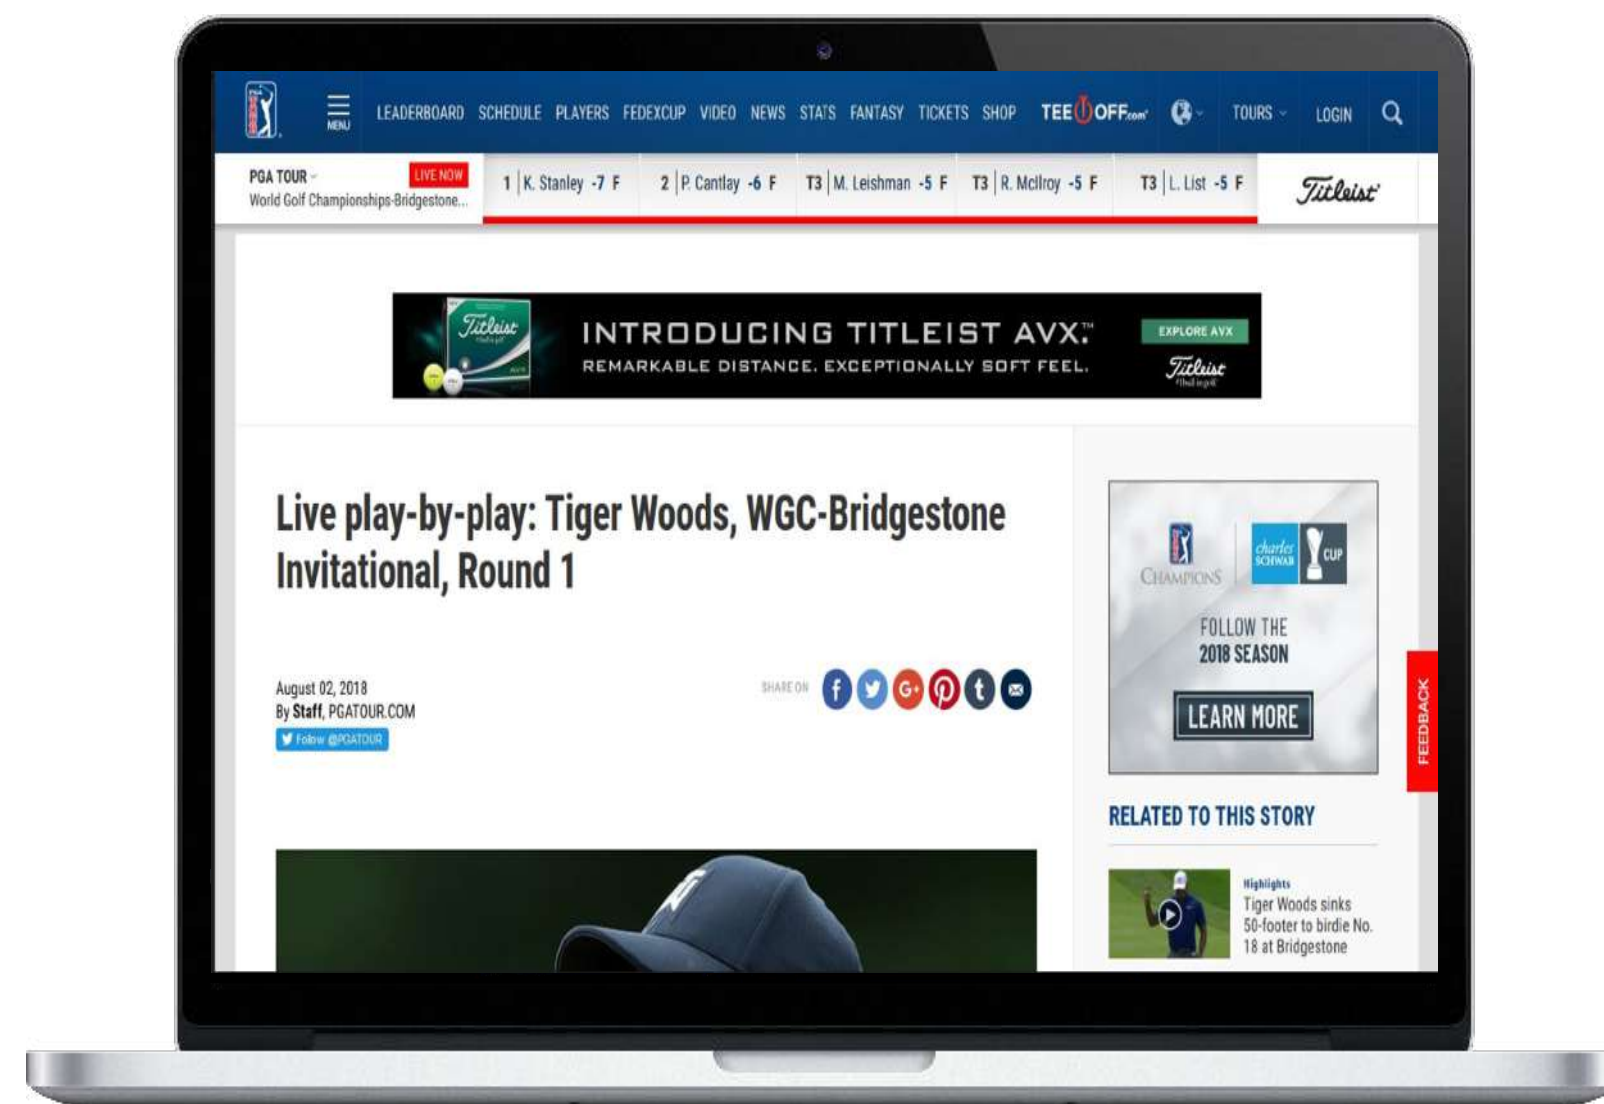 MENU
LEADERBOARD SCHEDULE PLAYERS FEDEXCUP VIDEO NEWS STATS FANTASY TICKETS SHOP TEE OFF.com TOURS LOGIN
PGA TOUR LIVE NOW
World Golf Championships-Bridgestone...
1 | K. Stanley -7 F
2 | P. Cantlay -6 F
T3 | M. Leishman -5 F
T3 | R. McIlroy -5 F
T3 | L. List -5 F
Titleist
Titleist
INTRODUCING TITLEIST AVX.™
REMARKABLE DISTANCE. EXCEPTIONALLY SOFT FEEL.
EXPLORE AVX
Titleist
#1 ball in golf
Live play-by-play: Tiger Woods, WGC-Bridgestone
Invitational, Round 1
August 02, 2018
By Staff, PGATOUR.COM
Follow @PGATOUR
SHARE ON
CHAMPIONS
charles
SCHWAB
CUP
FOLLOW THE
2018 SEASON
LEARN MORE
FEEDBACK
RELATED TO THIS STORY
Highlights
Tiger Woods sinks
50-footer to birdie No.
18 at Bridgestone